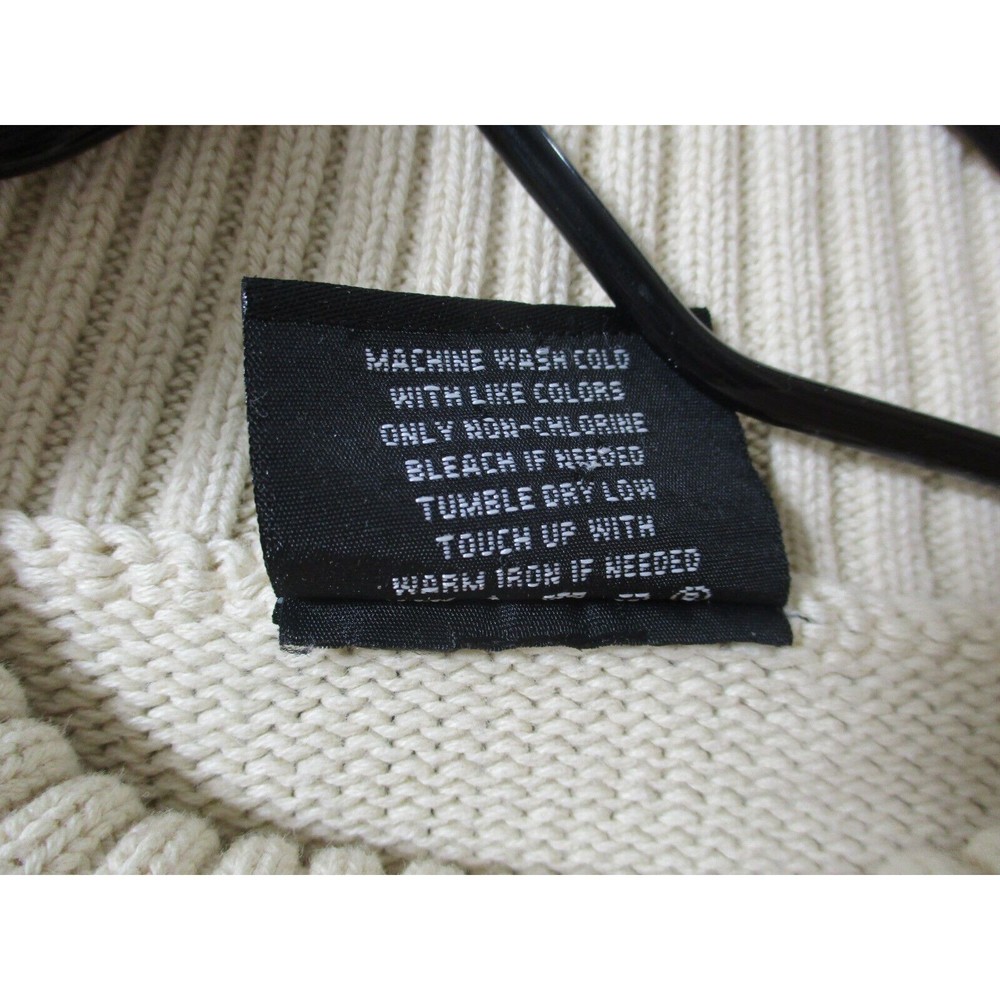 MACHINE WASH COLD
WITH LIKE COLORS
ONLY NON-CHLORINE
BLEACH IF NEEDED
TUMBLE DRY LOW
TOUCH UP WITH
WARM IRON IF NEEDED